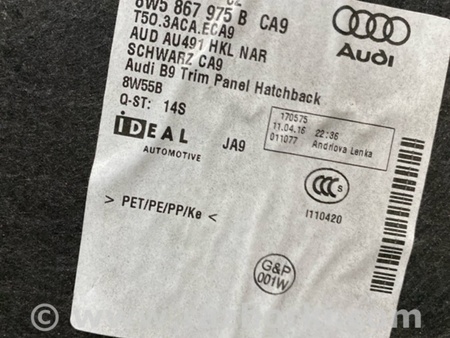 8W5 867 975 B CA9
T50.3ACA.ECA9
AUD AU491 HKL NAR
SCHWARZ CA9
Audi B9 Trim Panel Hatchback
8W55B
Q-ST: 14S
Audi
iDEAL
AUTOMOTIVE
JA9
170575
11.04.16 22:36
011077 Andrlova Lenka
CCC S
I110420
> PET/PE/PP/Ke <
G&P
001W
©